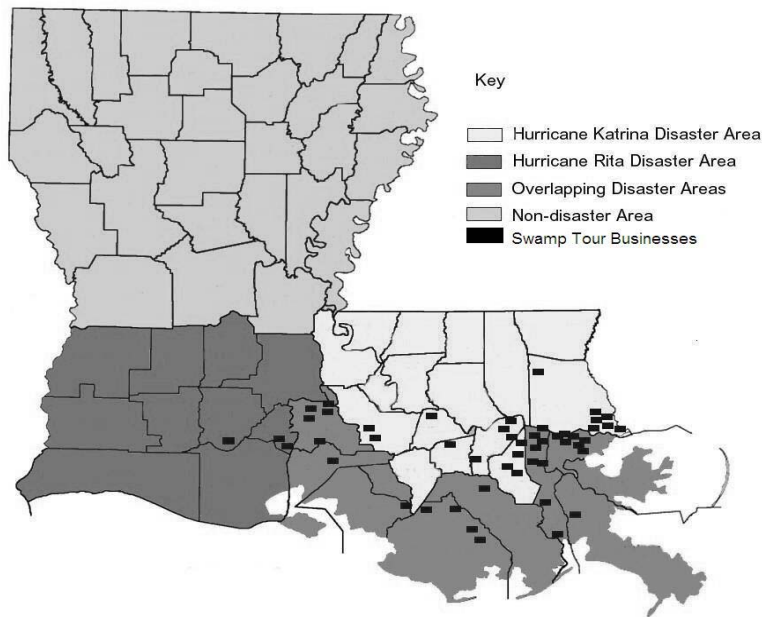 Key
Hurricane Katrina Disaster Area
Hurricane Rita Disaster Area
Overlapping Disaster Areas
Non-disaster Area
Swamp Tour Businesses